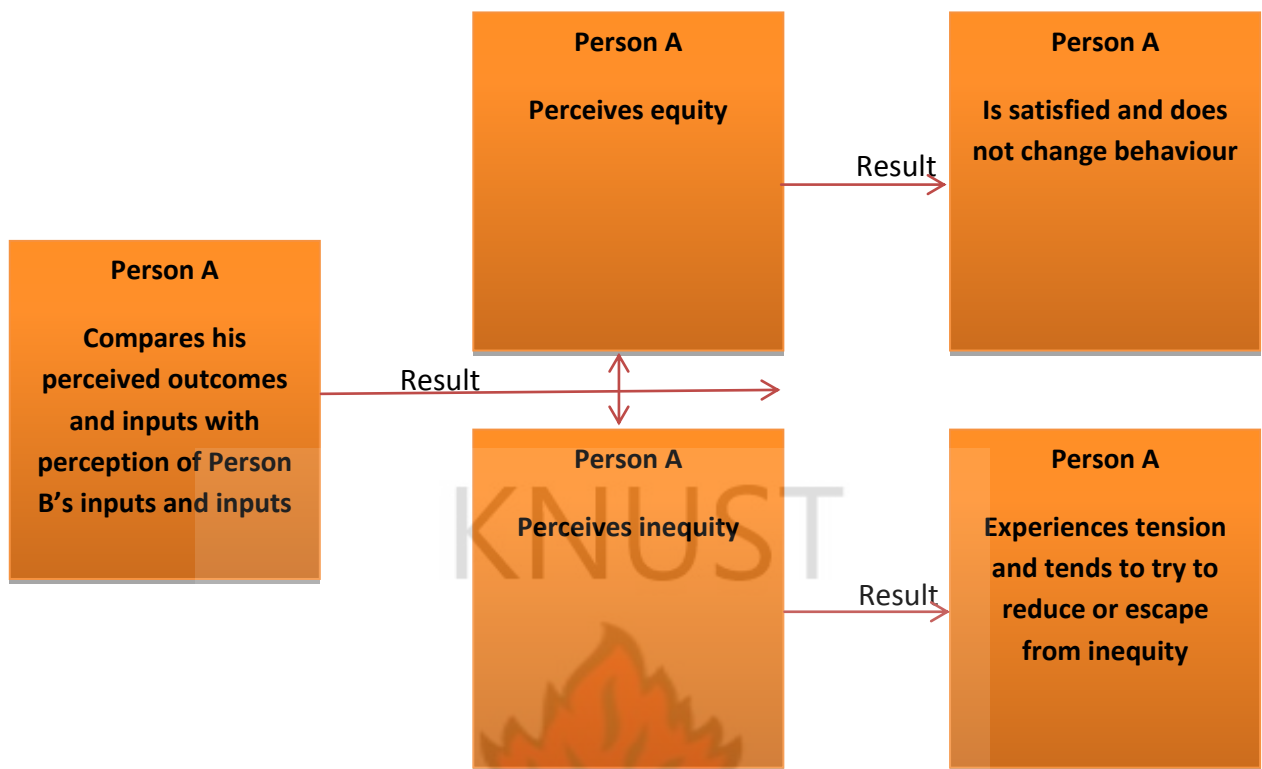 Person A
Compares his
perceived outcomes
and inputs with
perception of Person
B’s inputs and inputs
Result
Person A
Perceives equity
Result
Person A
Is satisfied and does
not change behaviour
Person A
Perceives inequity
Result
Person A
Experiences tension
and tends to try to
reduce or escape
from inequity
KNUST